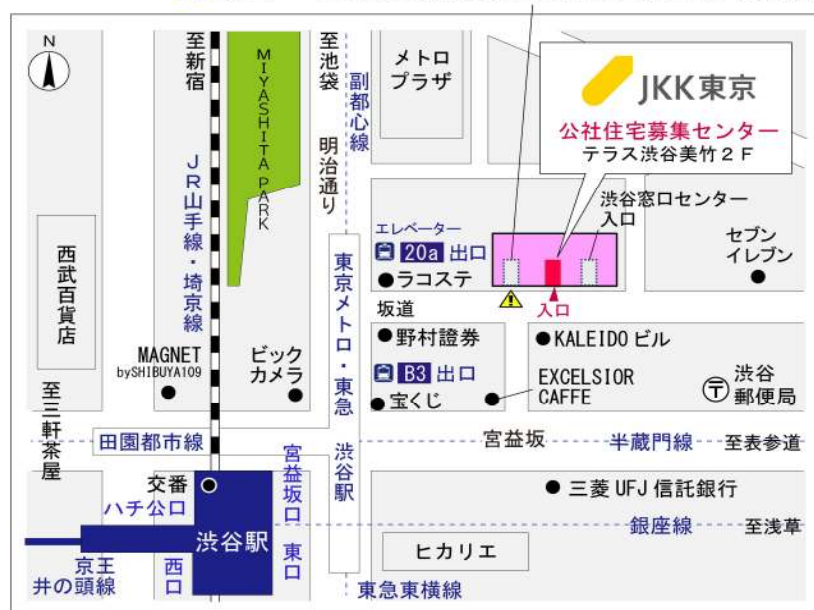 N
至新宿
MIYASHITA PARK
至池袋
副都心線
明治通り
メトロ
プラザ
JKK東京
公社住宅募集センター
テラス渋谷美竹2F
JR山手線・埼京線
西武百貨店
エレベーター
20a 出口
ラコステ
渋谷窓口センター
入口
セブン
イレブン
入口
坂道
東京メトロ・東急 渋谷駅
野村證券
KALEIDO ビル
MAGNET
bySHIBUYA109
ビック
カメラ
B3 出口
宝くじ
EXCELSIOR
CAFFE
〒
渋谷
郵便局
至三軒茶屋
田園都市線
宮益坂
半蔵門線
至表参道
宮益坂口
交番
ハチ公口
三菱 UFJ 信託銀行
渋谷駅
銀座線
至浅草
京王
井の頭線
西口
東口
ヒカリエ
東急東横線